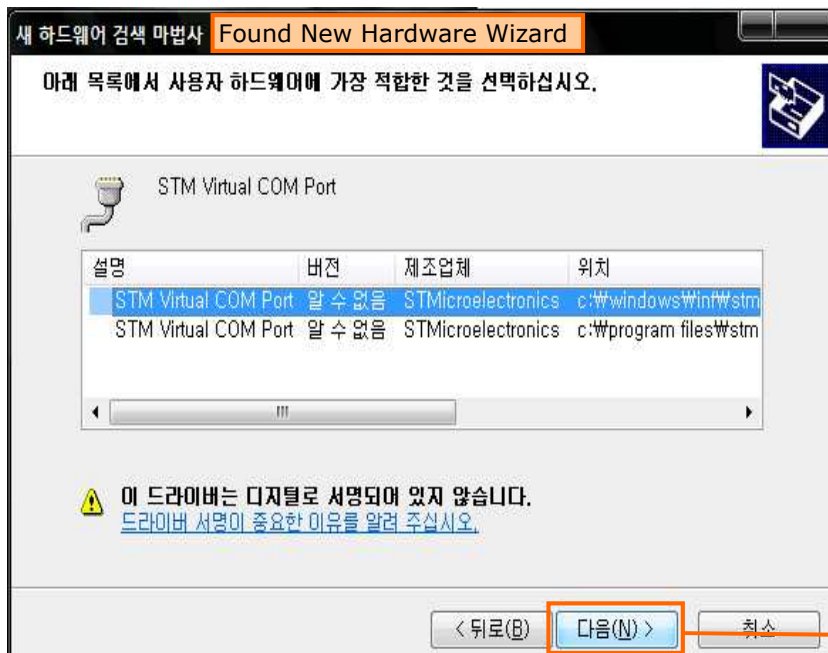 새 하드웨어 검색 마법사 Found New Hardware Wizard
아래 목록에서 사용자 하드웨어에 가장 적합한 것을 선택하십시오.
STM Virtual COM Port
설명 버전 제조업체 위치
STM Virtual COM Port 알 수 없음 STMicroelectronics c:₩windows₩inf₩stm
STM Virtual COM Port 알 수 없음 STMicroelectronics c:₩program files₩stm
이 드라이버는 디지털로 서명되어 있지 않습니다.
드라이버 서명이 중요한 이유를 알려 주십시오.
< 뒤로(B) 다음(N) > 취소